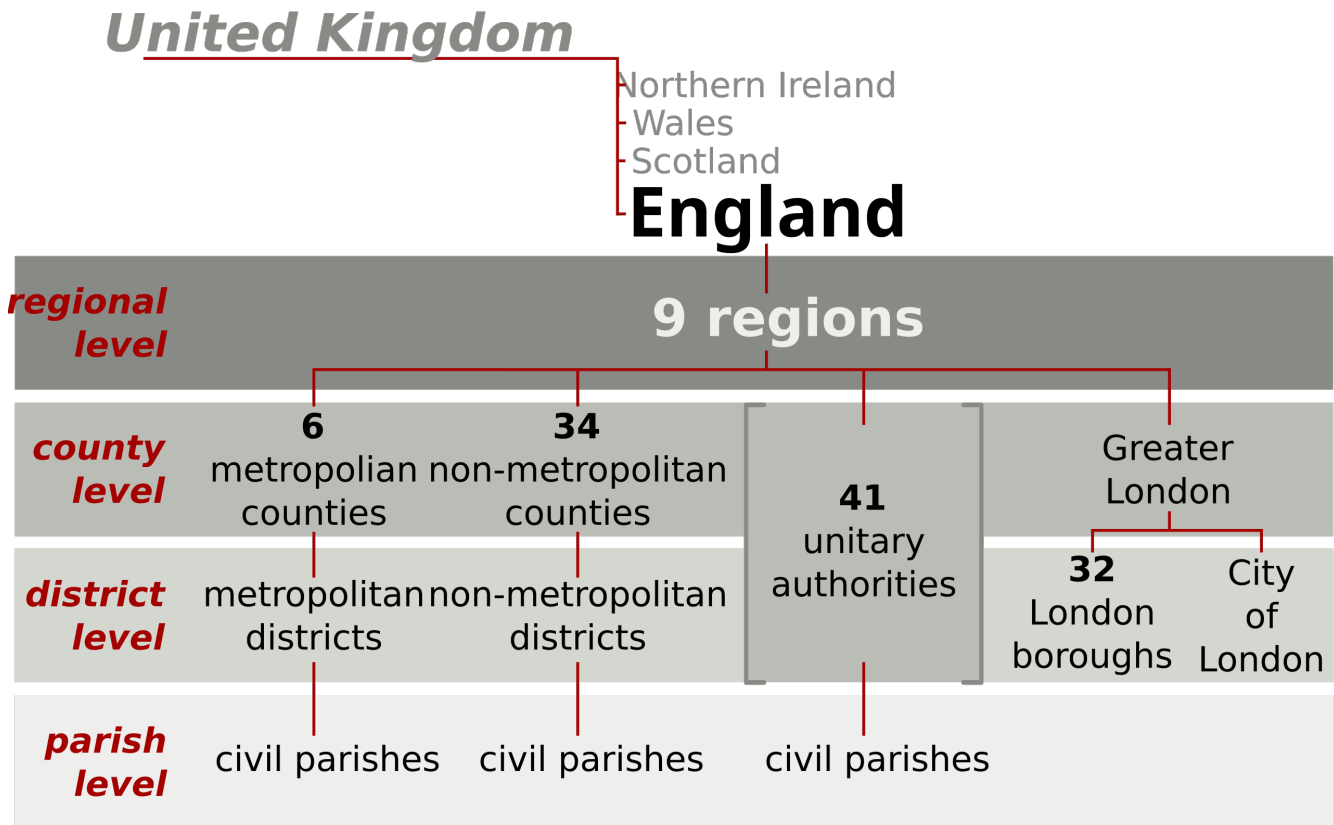 United Kingdom
Northern Ireland
Wales
Scotland
England
regional
level
9 regions
county
level
6
metropolian
counties
34
non-metropolitan
counties
41
unitary
authorities
Greater
London
district
level
metropolitan
districts
non-metropolitan
districts
32
London
boroughs
City
of
London
parish
level
civil parishes
civil parishes
civil parishes